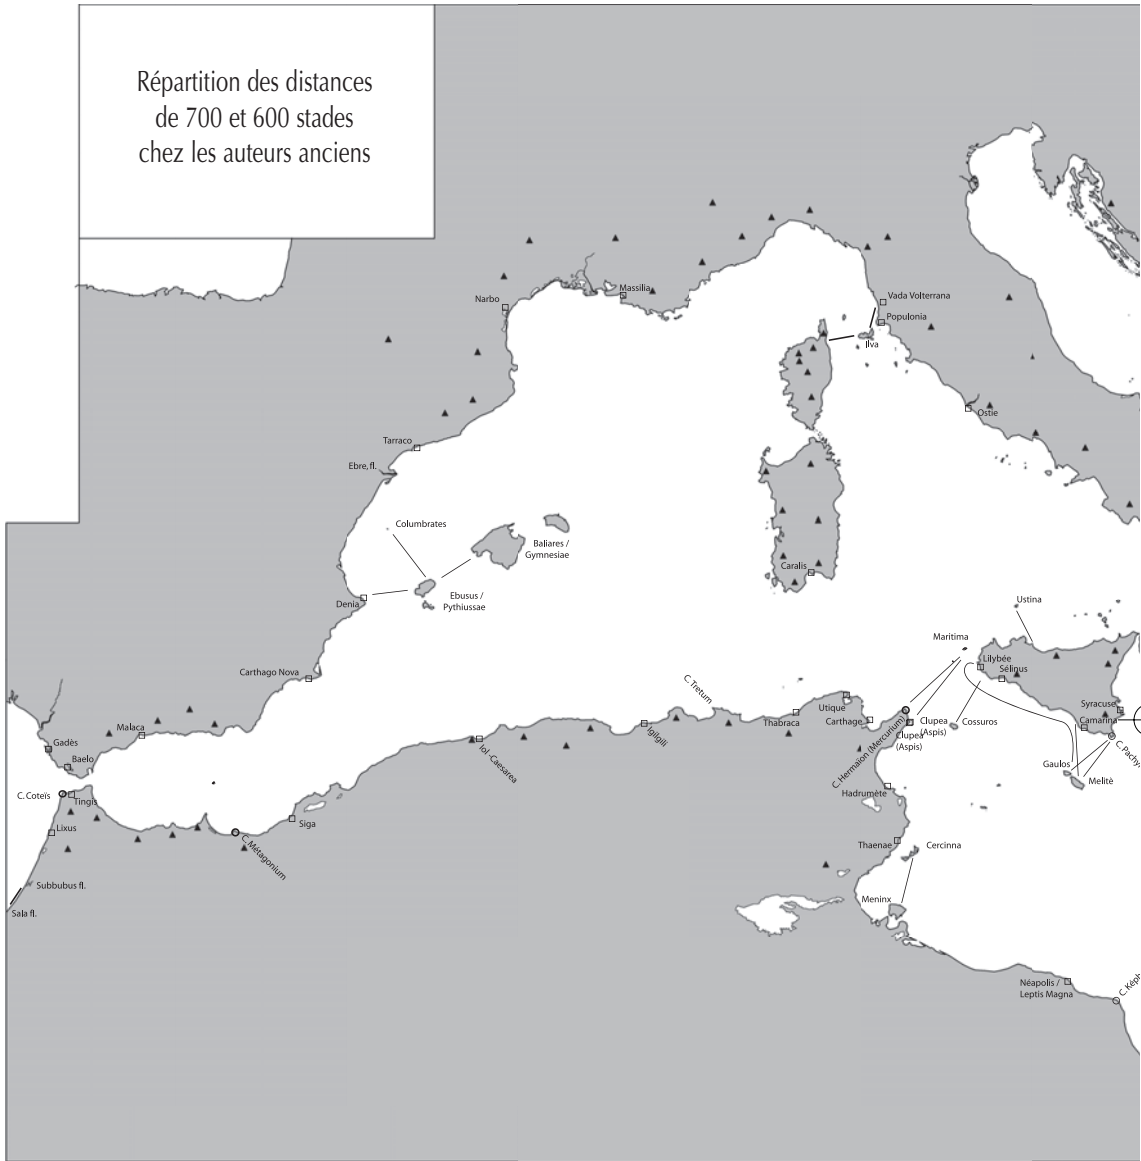 Répartition des distances
de 700 et 600 stades
chez les auteurs anciens
Narbo
Massilia
Vada Volterrana
Populonia
Ilva
Ostie
Tarraco
Ebre, fl.
Columbrates
Baliares /
Gymnesiae
Ebusus /
Pythiussae
Denia
Caralis
Ustina
Maritima
Lilybée
Sélinus
Syracuse
Camarina
C. Pachy
Carthago Nova
C. Tretum
Utique
Thabraca
Carthage
C. Hermaïon (Mercurium)
Clupea
(Aspis)
Clupea
(Aspis)
Cossuros
Gaulos
Melitè
Malaca
Gadès
Baelo
Igilgili
Iol-Caesarea
C. Coteïs
Tingis
Hadrumète
Lixus
Siga
C. Métagonium
Thaenae
Cercinna
Subbubus fl.
Sala fl.
Meninx
Néapolis /
Leptis Magna
C. Képh